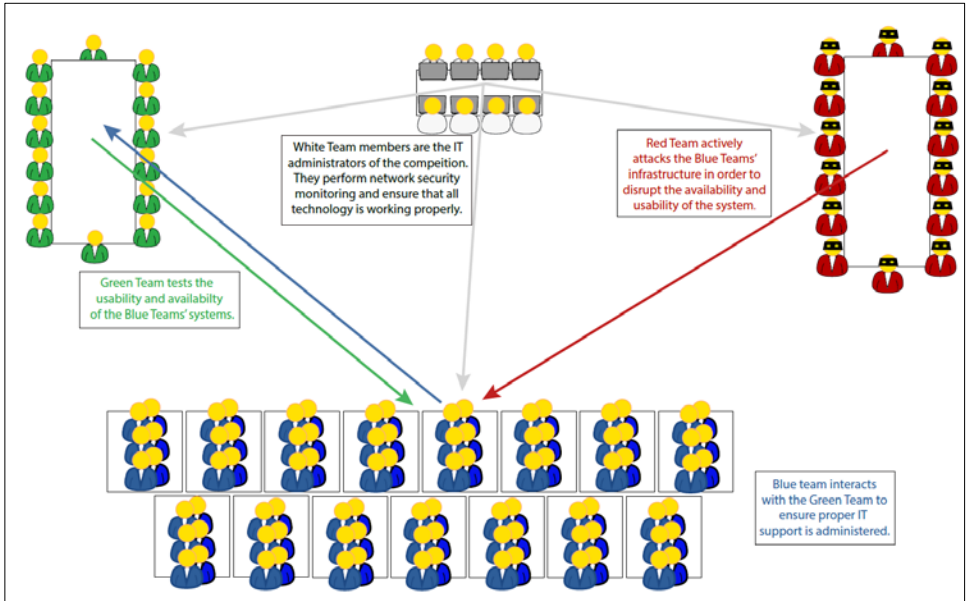 White Team members are the IT
administrators of the compeition.
They perform network security
monitoring and ensure that all
technology is working properly.
Red Team actively
attacks the Blue Teams'
infrastructure in order to
disrupt the availability and
usability of the system.
Green Team tests the
usability and availabilty
of the Blue Teams' systems.
Blue team interacts
with the Green Team to
ensure proper IT
support is administered.